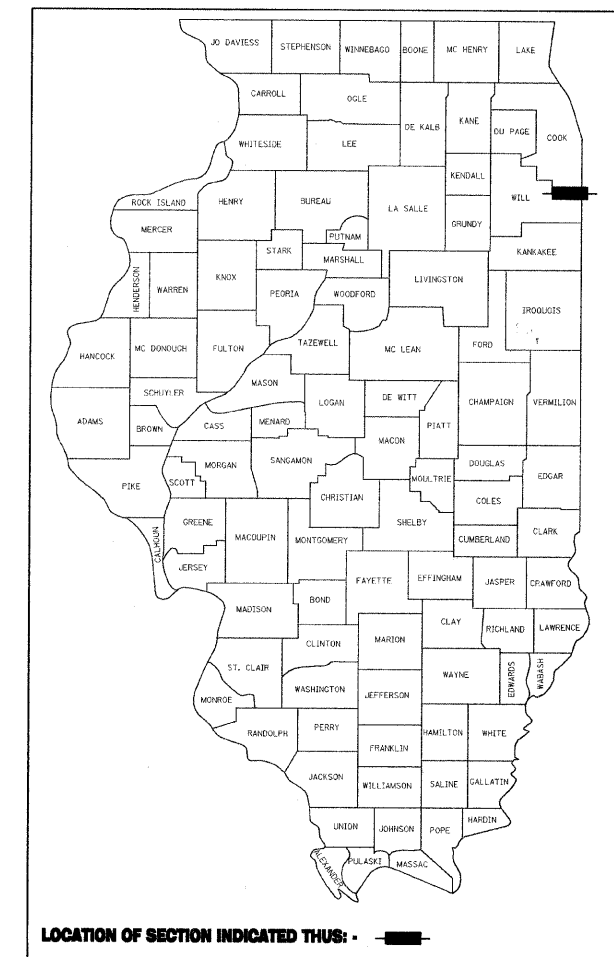 JO DAVIESS STEPHENSON WINNEBAGO BOONE MC HENRY LAKE
CARROLL OGLE DE KALB KANE DU PAGE COOK
WHITESIDE LEE
KENDALL
ROCK ISLAND HENRY BUREAU LA SALLE WILL
MERCER PUTNAM GRUNDY
STARK MARSHALL KANKAKEE
HENDERSON WARREN KNOX PEORIA WOODFORD LIVINGSTON
IROQUOIS
HANCOCK MC DONOUGH FULTON TAZEWELL MC LEAN FORD
MASON
SCHUYLER LOGAN DE WITT CHAMPAIGN VERMILION
ADAMS BROWN CASS MENARD MACON PIATT
PIKE SCOTT MORGAN SANGAMON MOULTRIE DOUGLAS EDGAR
CHRISTIAN COLES
CALHOUN GREENE MACOUPIN MONTGOMERY SHELBY CUMBERLAND CLARK
JERSEY FAYETTE EFFINGHAM JASPER CRAWFORD
MADISON BOND
CLAY RICHLAND LAWRENCE
CLINTON MARION
ST. CLAIR WAYNE EDWARDS WABASH
WASHINGTON JEFFERSON
MONROE
RANDOLPH PERRY HAMILTON WHITE
FRANKLIN
JACKSON WILLIAMSON SALINE GALLATIN
UNION JOHNSON POPE HARDIN
ALEXANDER PULASKI MASSAC
LOCATION OF SECTION INDICATED THUS: -